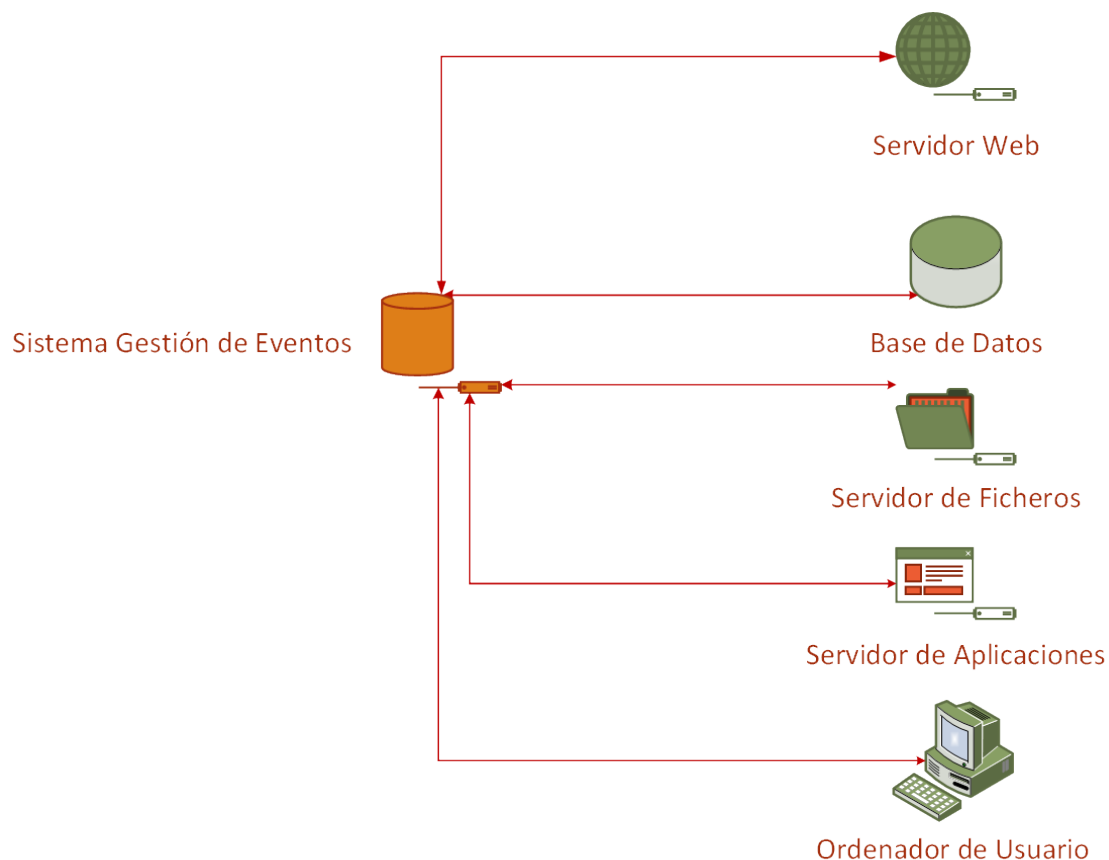 Servidor Web
Sistema Gestión de Eventos
Base de Datos
Servidor de Ficheros
Servidor de Aplicaciones
Ordenador de Usuario